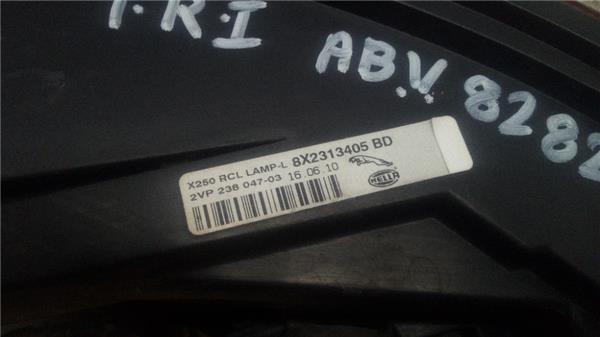 T.R.I ABV. 8282
X250 RCL LAMP-L 8X2313405 BD
2VP 238 047-03 16.06.10
HELLA